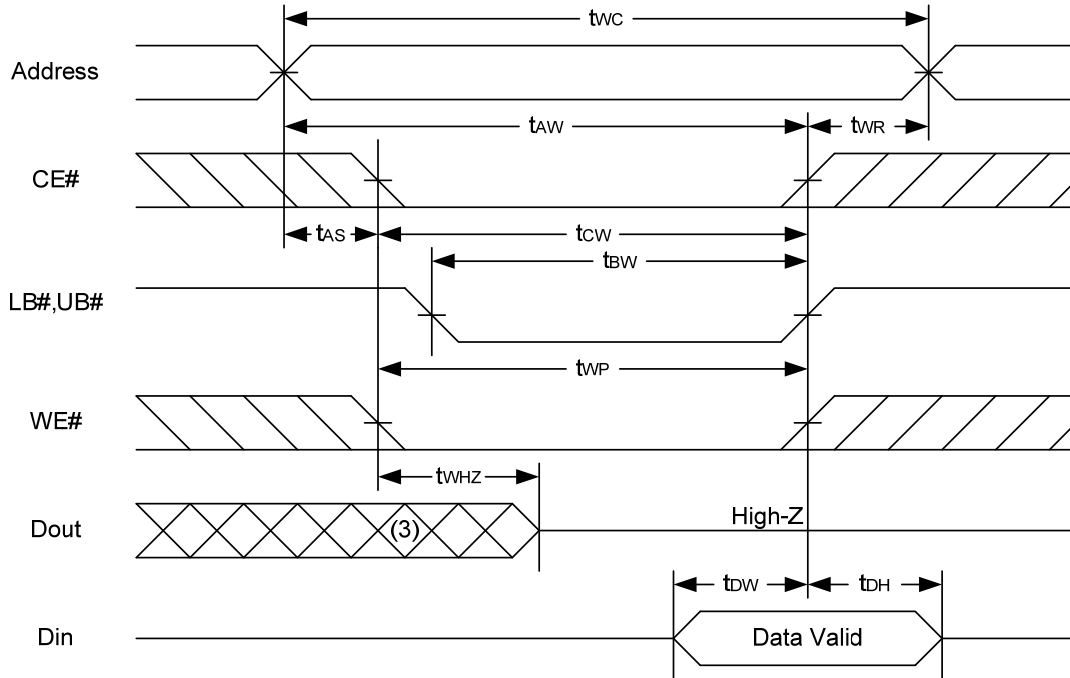 tWC
Address
tAW
tWR
CE#
tAS
tCW
tBW
LB#,UB#
tWP
WE#
tWHZ
Dout
(3)
High-Z
tDW
tDH
Din
Data Valid